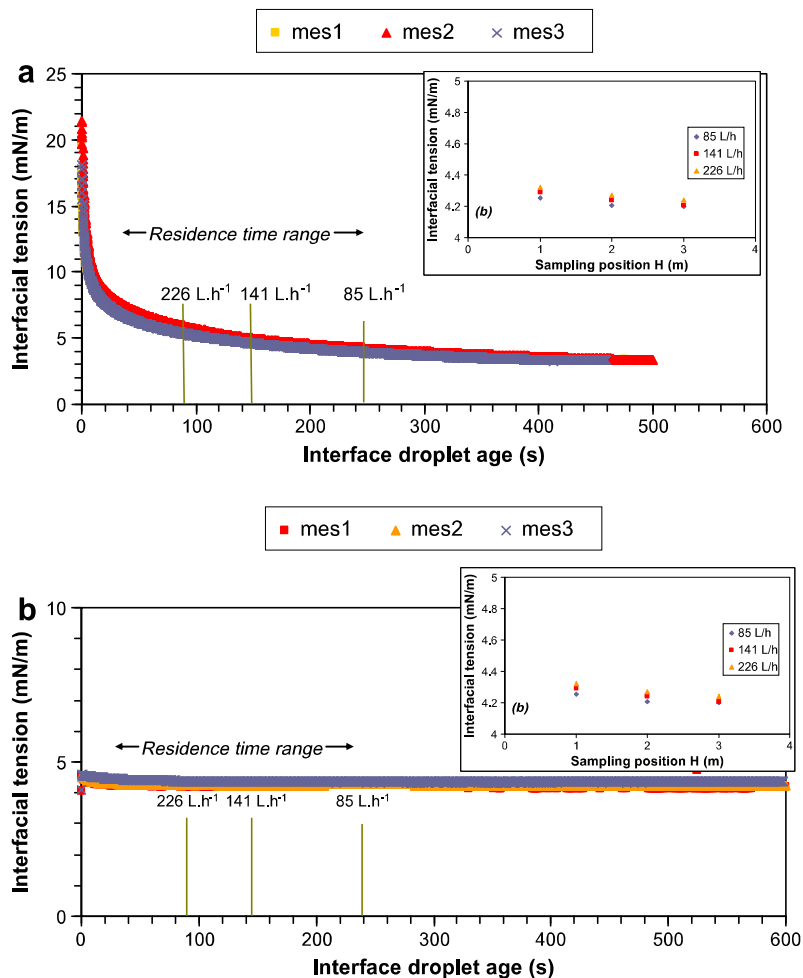 mes1 mes2 mes3
a
Interfacial tension (mN/m)
25
20
15
10
5
0
0 100 200 300 400 500 600
Interface droplet age (s)
Residence time range
226 L.h-1 141 L.h-1 85 L.h-1
Interfacial tension (mN/m)
5
4.8
4.6
4.4
4.2
4
0 1 2 3 4
Sampling position H (m)
(b)
85 L/h
141 L/h
226 L/h
mes1 mes2 mes3
b
Interfacial tension (mN/m)
10
5
0
0 100 200 300 400 500 600
Interface droplet age (s)
Residence time range
226 L.h-1 141 L.h-1 85 L.h-1
Interfacial tension (mN/m)
5
4.8
4.6
4.4
4.2
4
0 1 2 3 4
Sampling position H (m)
(b)
85 L/h
141 L/h
226 L/h